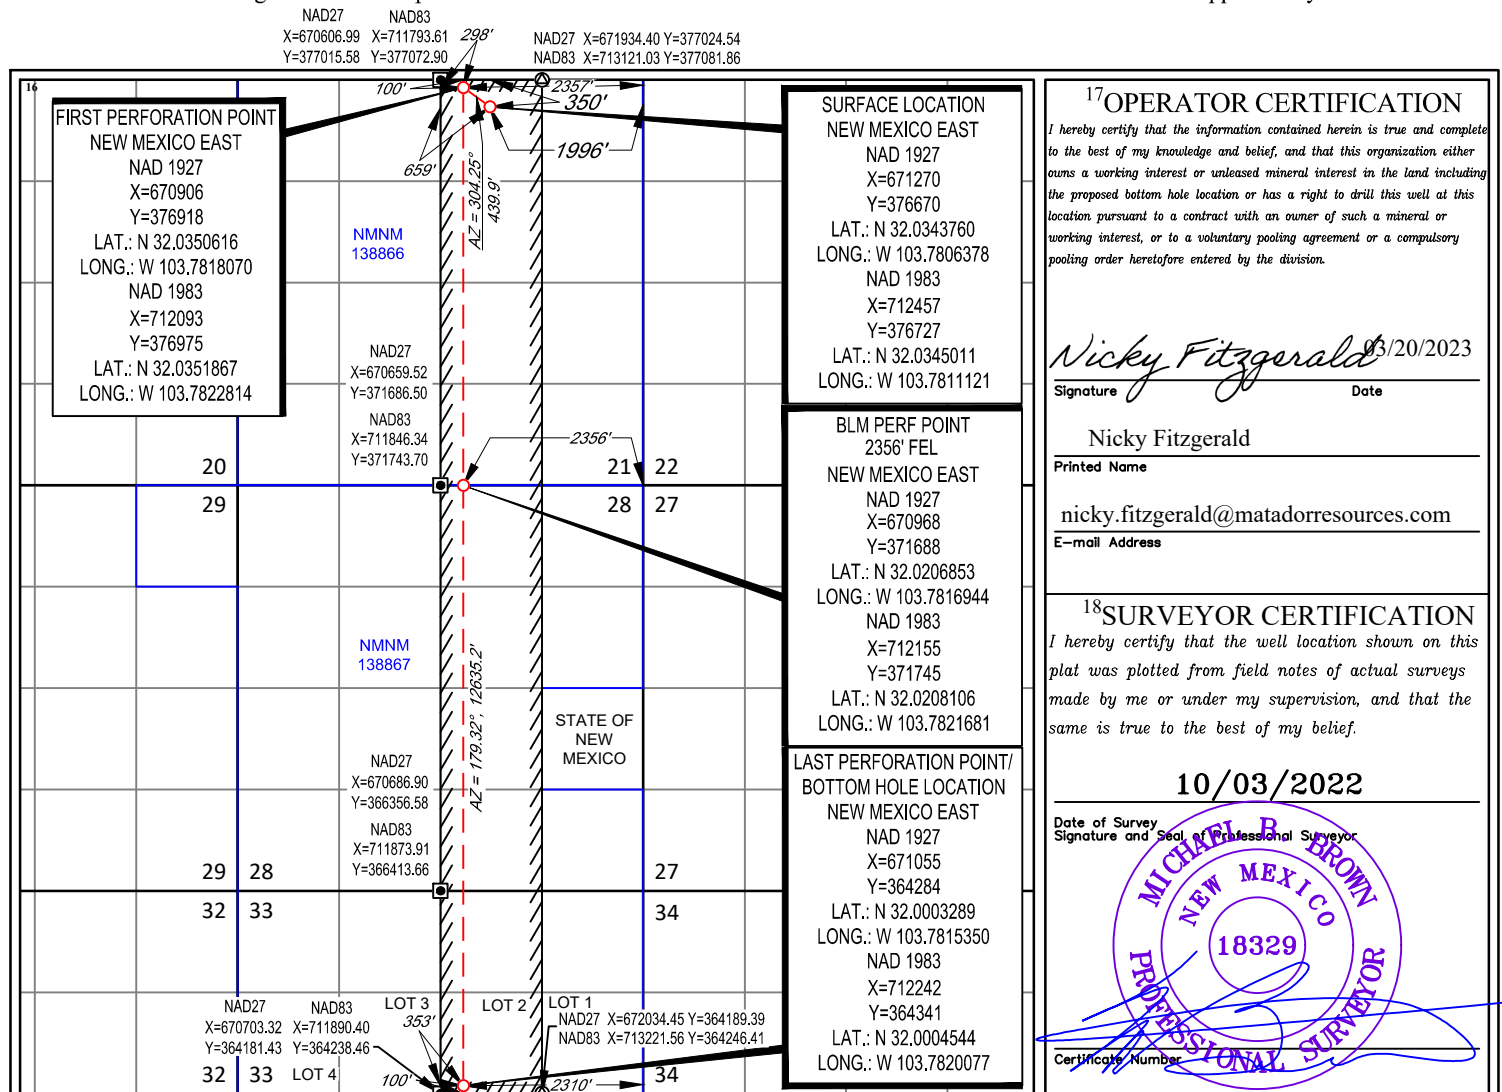 NAD27 NAD83
X=670606.99 X=711793.61
Y=377015.58 Y=377072.90
298'
NAD27 X=671934.40 Y=377024.54
NAD83 X=713121.03 Y=377081.86
16
100'
2357'
350'
659'
1996'
AZ = 304.25°
439.9'
FIRST PERFORATION POINT
NEW MEXICO EAST
NAD 1927
X=670906
Y=376918
LAT.: N 32.0350616
LONG.: W 103.7818070
NAD 1983
X=712093
Y=376975
LAT.: N 32.0351867
LONG.: W 103.7822814
NMNM
138866
NAD27
X=670659.52
Y=371686.50
NAD83
X=711846.34
Y=371743.70
2356'
20
21 22
29
28 27
NMNM
138867
AZ = 179.32°, 12635.2'
STATE OF
NEW
MEXICO
NAD27
X=670686.90
Y=366356.58
NAD83
X=711873.91
Y=366413.66
29 28
27
32 33
34
NAD27 NAD83
X=670703.32 X=711890.40
Y=364181.43 Y=364238.46
LOT 3
353'
LOT 2
LOT 1
NAD27 X=672034.45 Y=364189.39
NAD83 X=713221.56 Y=364246.41
32 33
LOT 4
100'
2310'
34
SURFACE LOCATION
NEW MEXICO EAST
NAD 1927
X=671270
Y=376670
LAT.: N 32.0343760
LONG.: W 103.7806378
NAD 1983
X=712457
Y=376727
LAT.: N 32.0345011
LONG.: W 103.7811121
BLM PERF POINT
2356' FEL
NEW MEXICO EAST
NAD 1927
X=670968
Y=371688
LAT.: N 32.0206853
LONG.: W 103.7816944
NAD 1983
X=712155
Y=371745
LAT.: N 32.0208106
LONG.: W 103.7821681
LAST PERFORATION POINT/
BOTTOM HOLE LOCATION
NEW MEXICO EAST
NAD 1927
X=671055
Y=364284
LAT.: N 32.0003289
LONG.: W 103.7815350
NAD 1983
X=712242
Y=364341
LAT.: N 32.0004544
LONG.: W 103.7820077
17 OPERATOR CERTIFICATION
I hereby certify that the information contained herein is true and complete
to the best of my knowledge and belief, and that this organization either
owns a working interest or unleased mineral interest in the land including
the proposed bottom hole location or has a right to drill this well at this
location pursuant to a contract with an owner of such a mineral or
working interest, or to a voluntary pooling agreement or a compulsory
pooling order heretofore entered by the division.
Nicky Fitzgerald 03/20/2023
Signature Date
Nicky Fitzgerald
Printed Name
nicky.fitzgerald@matadorresources.com
E-mail Address
18 SURVEYOR CERTIFICATION
I hereby certify that the well location shown on this
plat was plotted from field notes of actual surveys
made by me or under my supervision, and that the
same is true to the best of my belief.
10/03/2022
Date of Survey
Signature and Seal of Professional Surveyor
MICHAEL B. BROWN
NEW MEXICO
18329
PROFESSIONAL SURVEYOR
Certificate Number